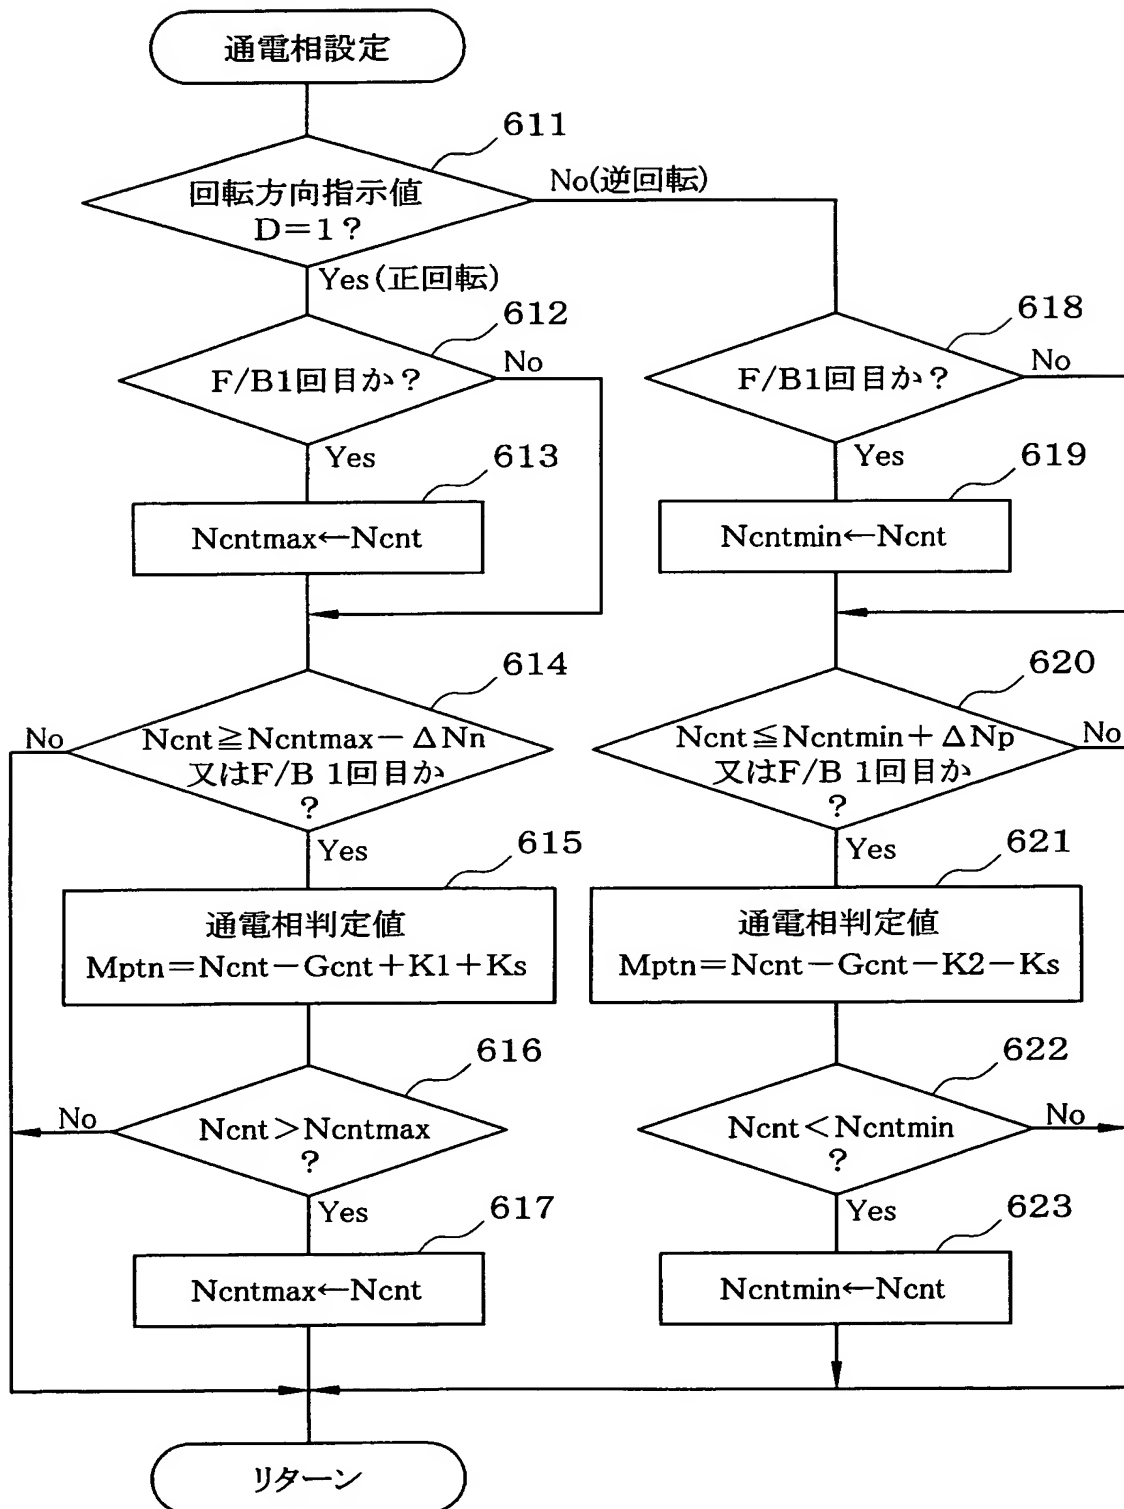 通電相設定
611
回転方向指示値
D=1?
No(逆回転)
Yes(正回転)
612
F/B1回目か?
No
Yes
613
Ncntmax←Ncnt
614
Ncnt≧Ncntmax-ΔNn
又はF/B 1回目か
?
No
Yes
615
通電相判定値
Mptn=Ncnt-Gcnt+K1+Ks
616
Ncnt>Ncntmax
?
No
Yes
617
Ncntmax←Ncnt
618
F/B1回目か?
No
Yes
619
Ncntmin←Ncnt
620
Ncnt≦Ncntmin+ΔNp
又はF/B 1回目か
?
No
Yes
621
通電相判定値
Mptn=Ncnt-Gcnt-K2-Ks
622
Ncnt<Ncntmin
?
No
Yes
623
Ncntmin←Ncnt
リターン